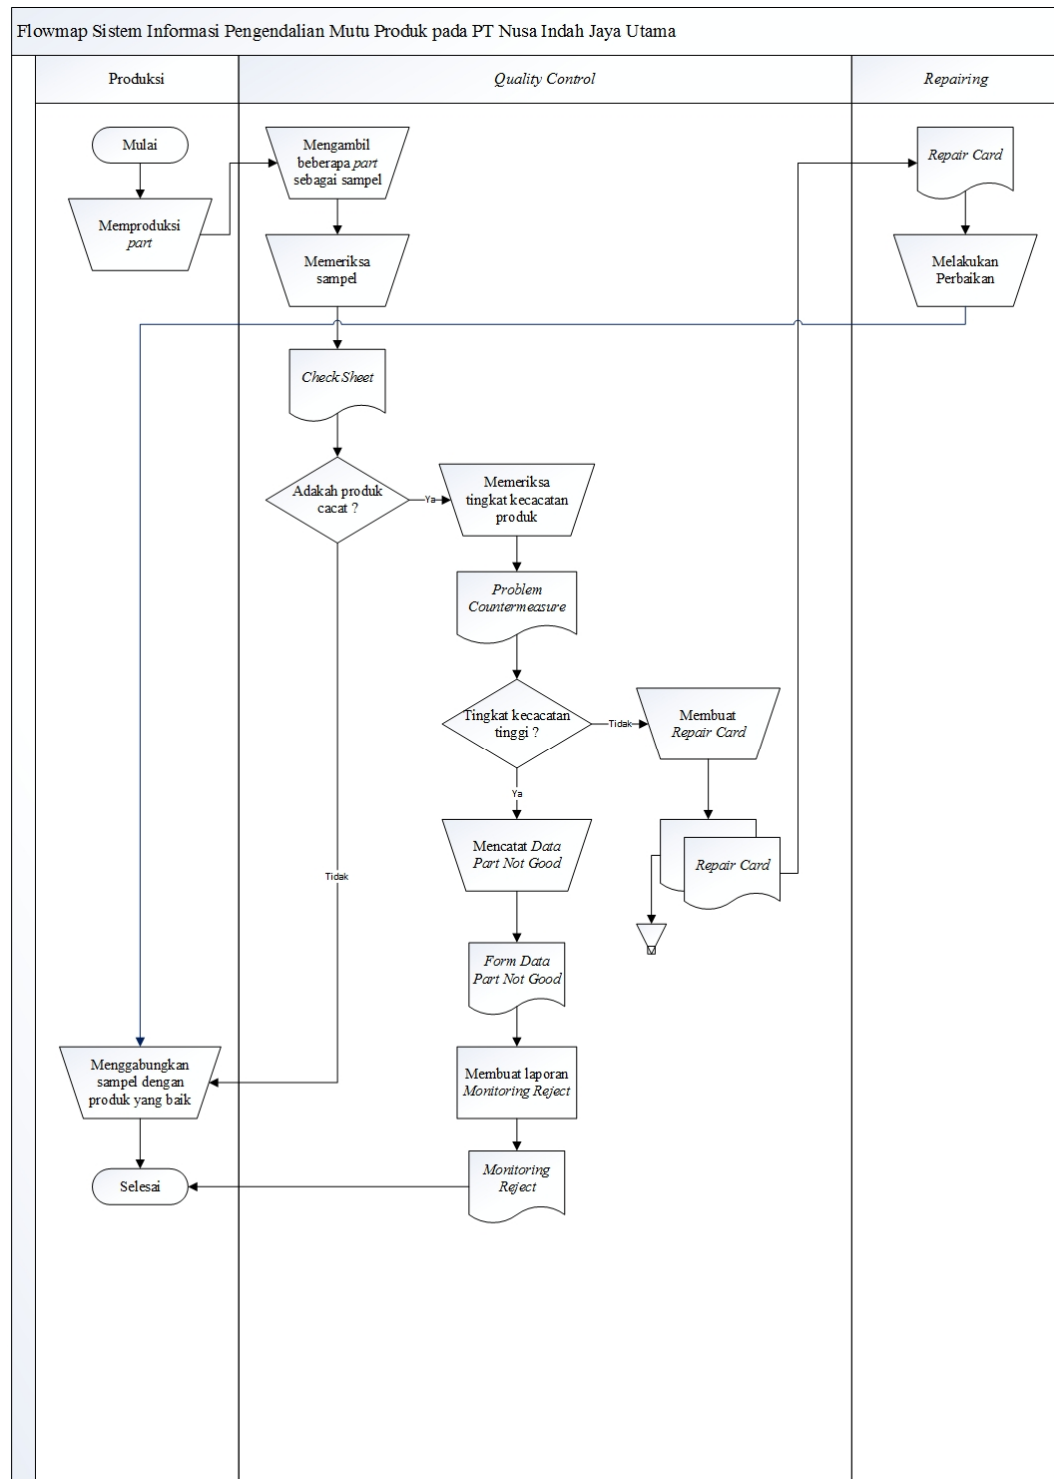 Flowmap Sistem Informasi Pengendalian Mutu Produk pada PT Nusa Indah Jaya Utama
Produksi
Quality Control
Repairing
Mulai
Memproduksi
part
Mengambil
beberapa part
sebagai sampel
Memeriksa
sampel
Check Sheet
Adakah produk
cacat ?
Ya
Tidak
Memeriksa
tingkat kecacatan
produk
Problem
Countermeasure
Tingkat kecacatan
tinggi ?
Tidak
Ya
Membuat
Repair Card
Repair Card
Mencatat Data
Part Not Good
Form Data
Part Not Good
Membuat laporan
Monitoring Reject
Monitoring
Reject
Repair Card
Melakukan
Perbaikan
Menggabungkan
sampel dengan
produk yang baik
Selesai